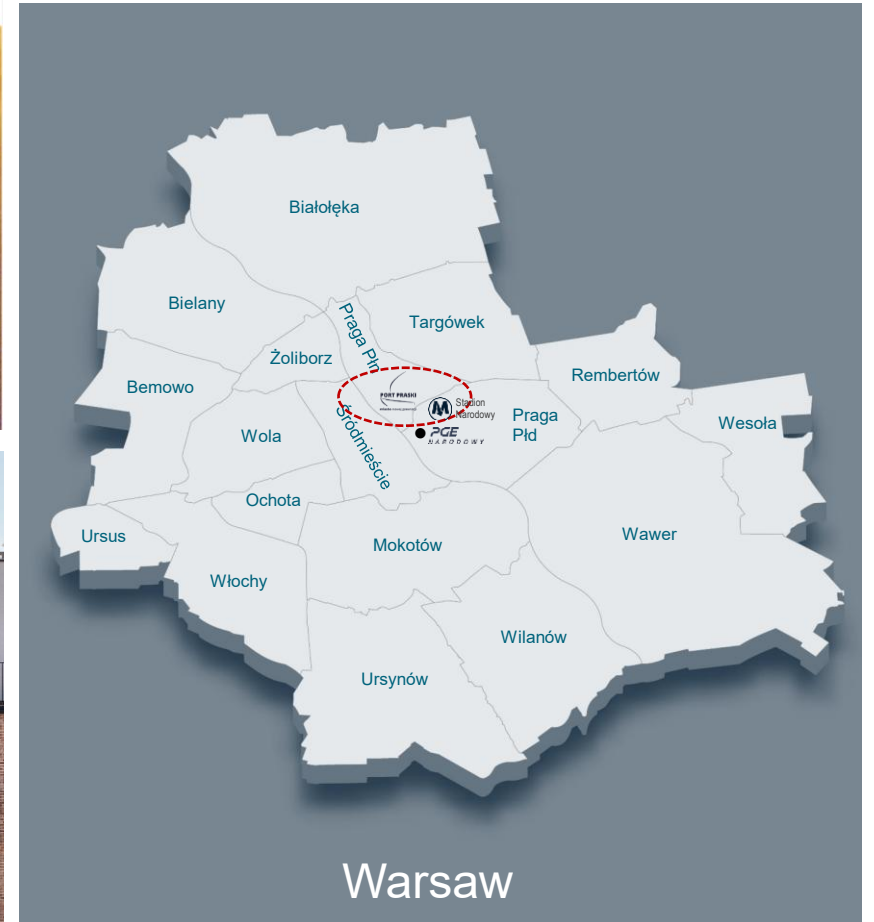 Białołęka
Bielany
Praga Płn
Targówek
Żoliborz
Rembertów
Bemowo
PORT PRASKI
Stadion
Narodowy
Praga
Płd
Wesoła
Wola
Śródmieście
PGE
NARODOWY
Ochota
Ursus
Mokotów
Wawer
Włochy
Wilanów
Ursynów
Warsaw